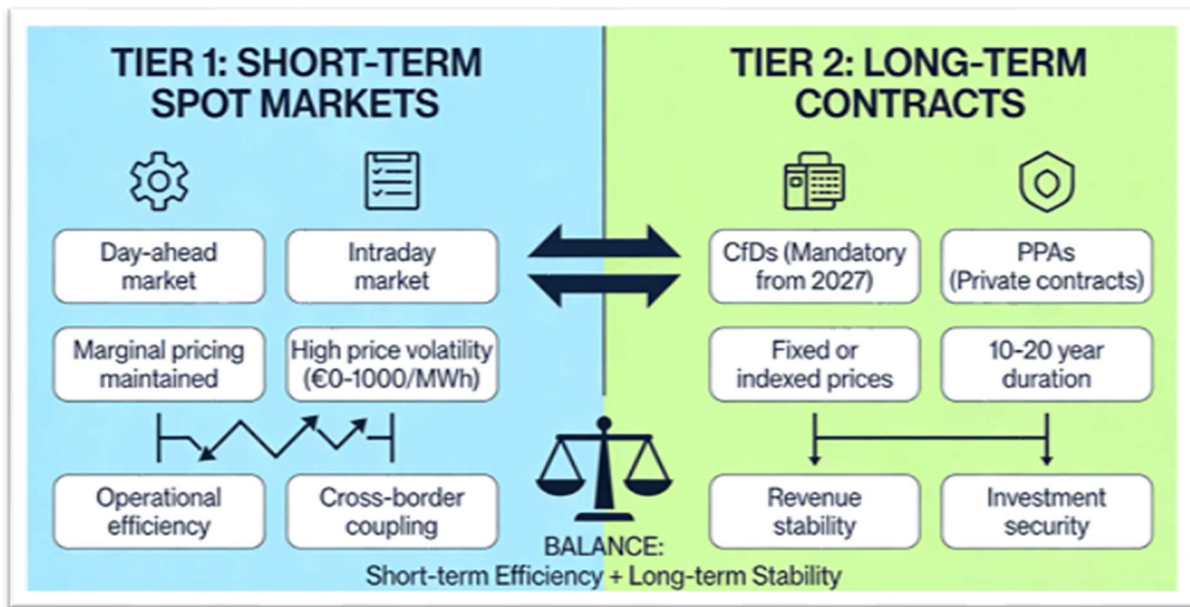 TIER 1: SHORT-TERM
SPOT MARKETS
Day-ahead
market
Intraday
market
Marginal pricing
maintained
High price volatility
(€0-1000/MWh)
Operational
efficiency
Cross-border
coupling
TIER 2: LONG-TERM
CONTRACTS
CfDs (Mandatory
from 2027)
PPAs
(Private contracts)
Fixed or
indexed prices
10-20 year
duration
Revenue
stability
Investment
security
BALANCE:
Short-term Efficiency + Long-term Stability